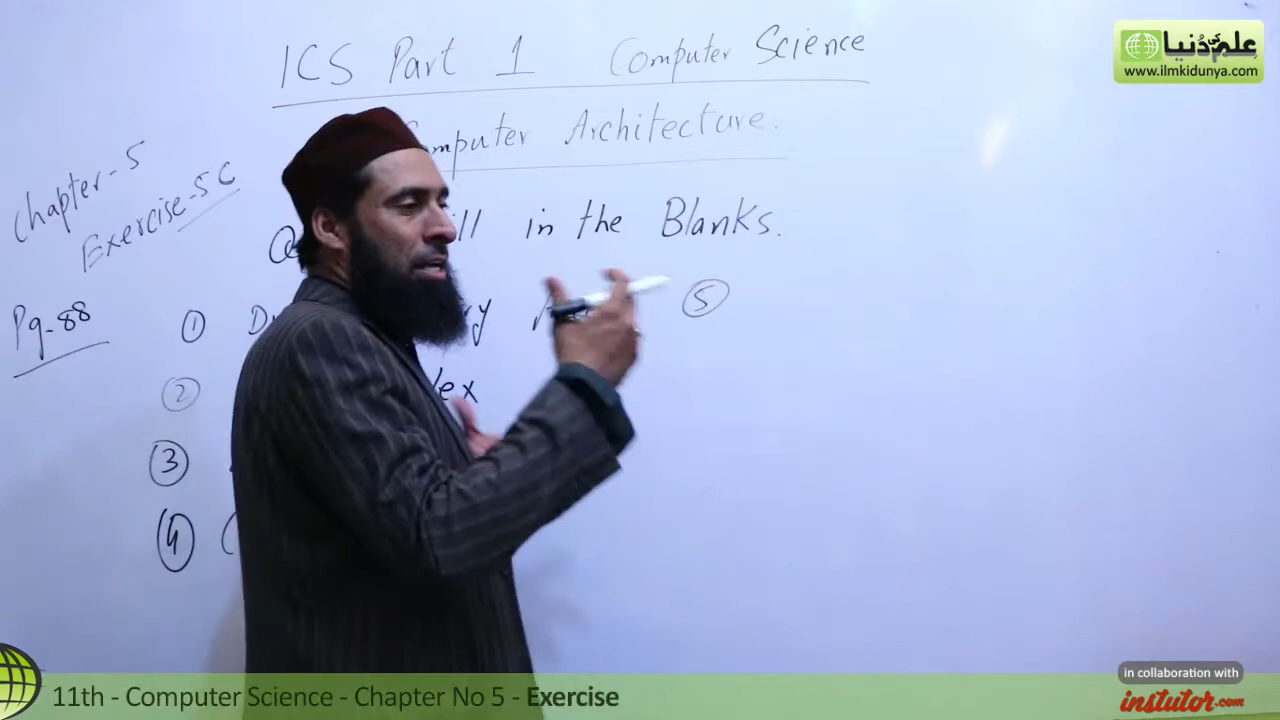 ICS Part 1 Computer Science
Computer Architecture.
Chapter-5
Exercise-5C
in the Blanks.
Pg-88
①
⑤
②
③
④
علم کی دُنیا
www.ilmkidunya.com
11th - Computer Science - Chapter No 5 - Exercise
in collaboration with
instutor.com